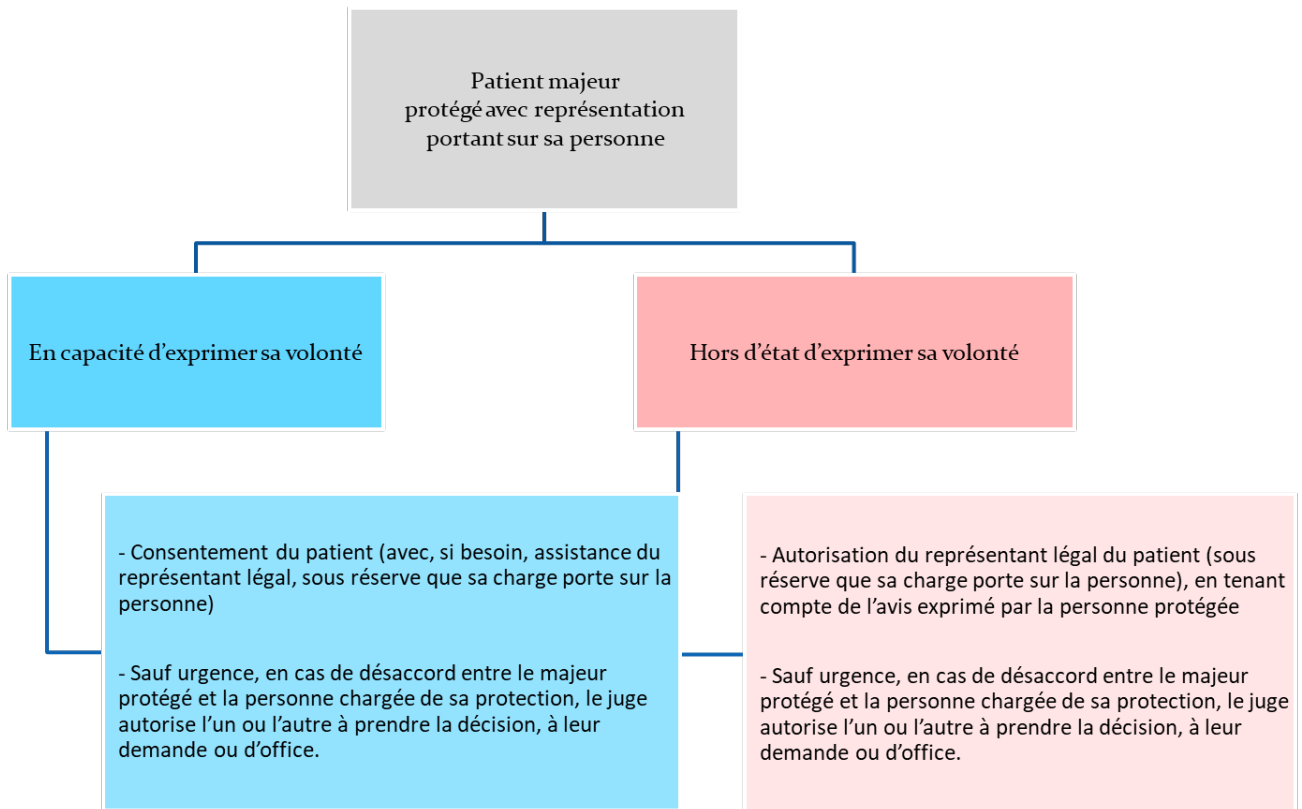 Patient majeur
protégé avec représentation
portant sur sa personne
En capacité d’exprimer sa volonté
Hors d’état d’exprimer sa volonté
- Consentement du patient (avec, si besoin, assistance du
représentant légal, sous réserve que sa charge porte sur la
personne)
- Sauf urgence, en cas de désaccord entre le majeur
protégé et la personne chargée de sa protection, le juge
autorise l’un ou l’autre à prendre la décision, à leur
demande ou d’office.
- Autorisation du représentant légal du patient (sous
réserve que sa charge porte sur la personne), en tenant
compte de l’avis exprimé par la personne protégée
- Sauf urgence, en cas de désaccord entre le majeur
protégé et la personne chargée de sa protection, le juge
autorise l’un ou l’autre à prendre la décision, à leur
demande ou d’office.